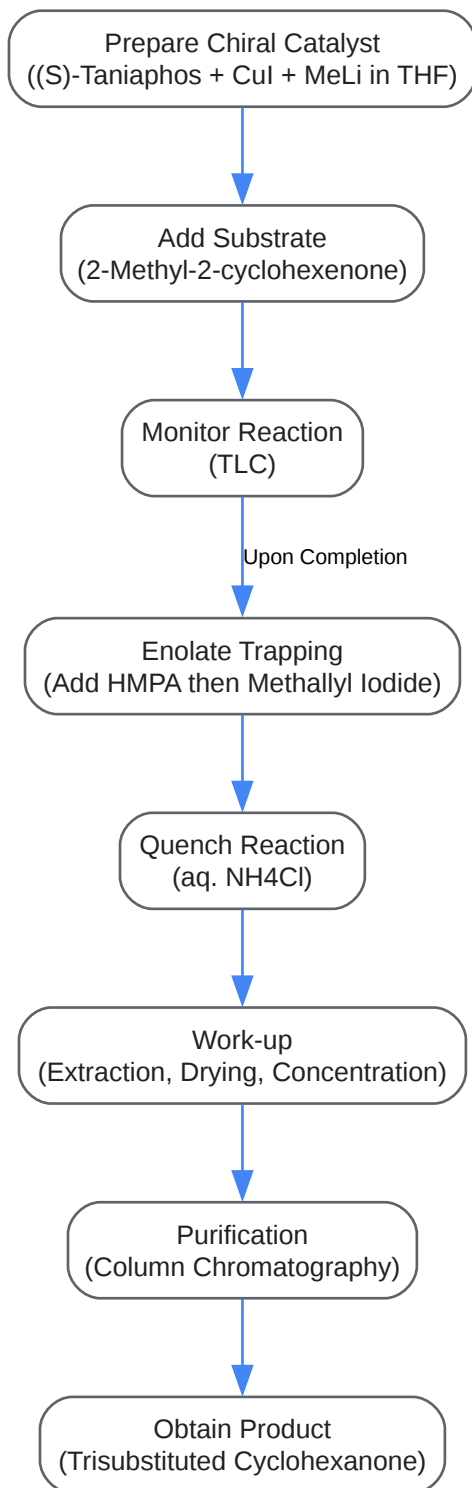 Prepare Chiral Catalyst
((S)-Taniaphos + CuI + MeLi in THF)
Add Substrate
(2-Methyl-2-cyclohexenone)
Monitor Reaction
(TLC)
Upon Completion
Enolate Trapping
(Add HMPA then Methallyl Iodide)
Quench Reaction
(aq. NH4Cl)
Work-up
(Extraction, Drying, Concentration)
Purification
(Column Chromatography)
Obtain Product
(Trisubstituted Cyclohexanone)